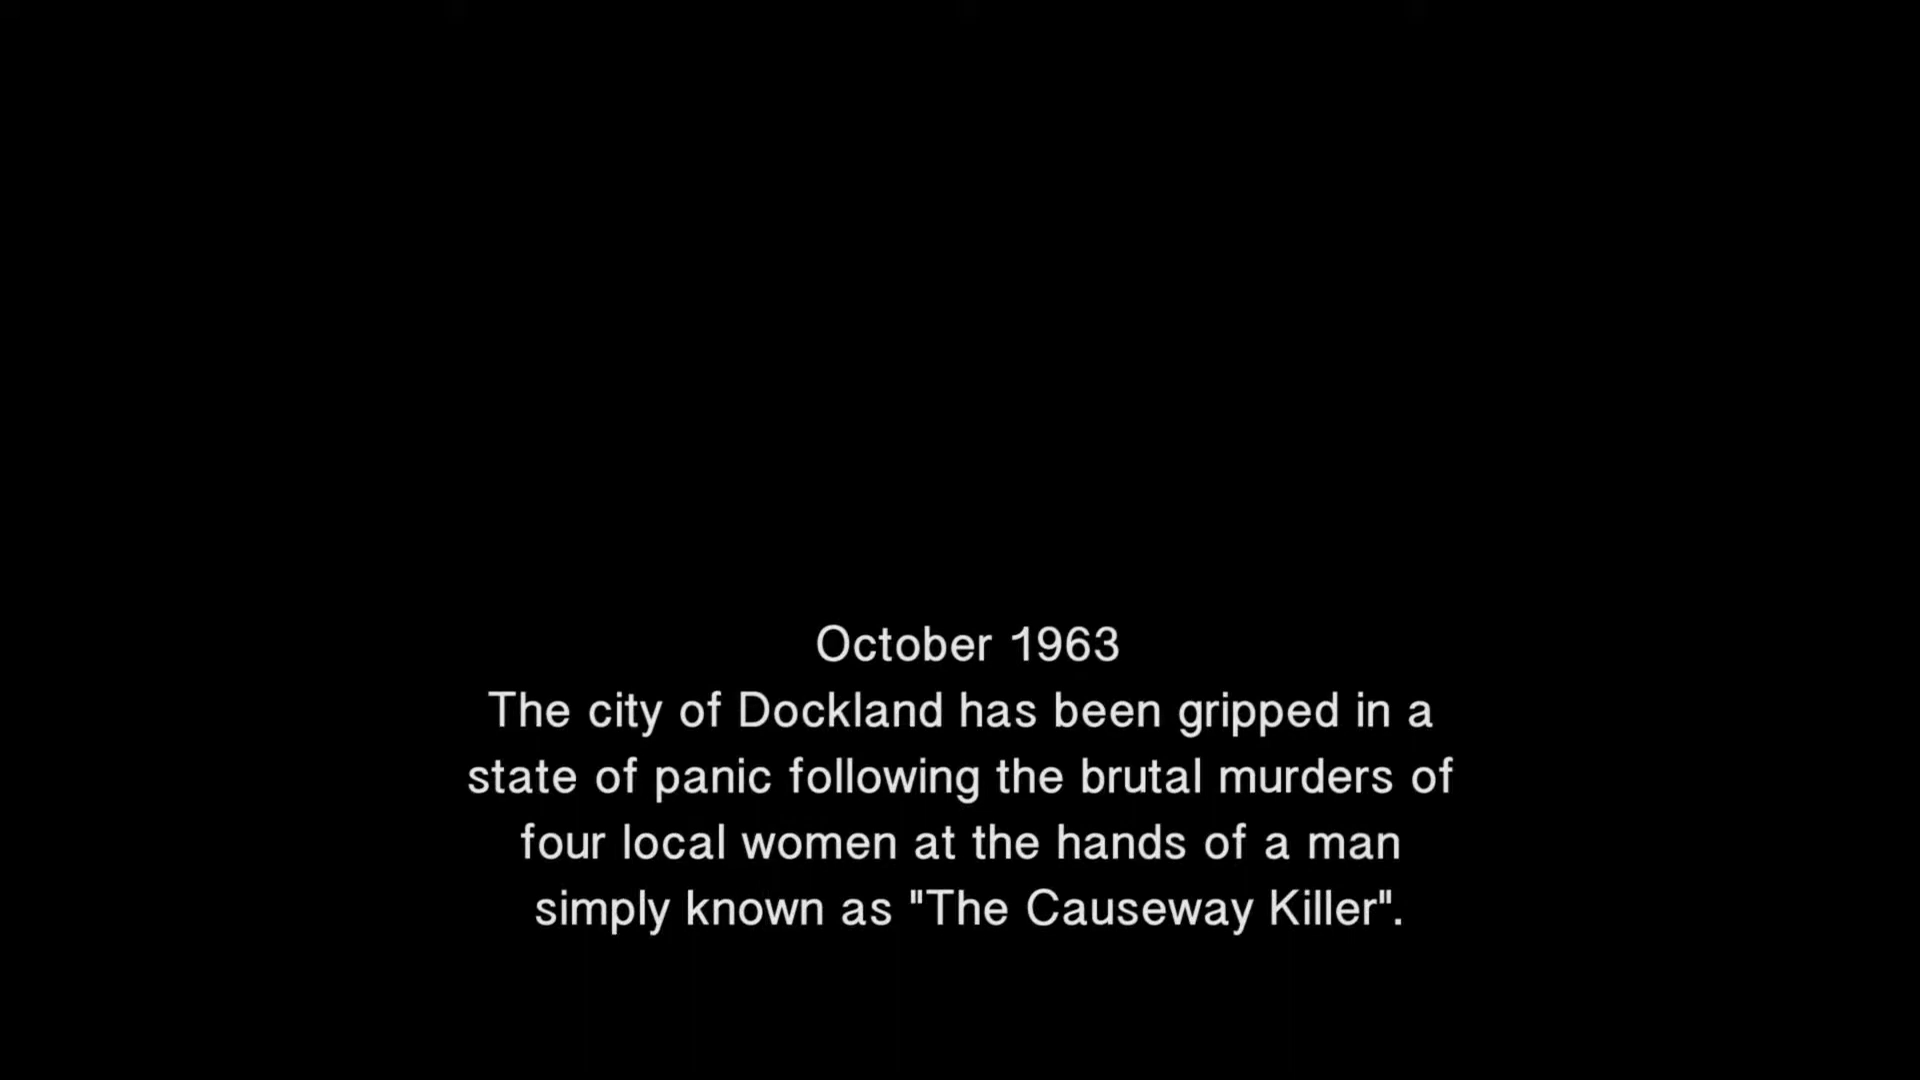 October 1963
The city of Dockland has been gripped in a
state of panic following the brutal murders of
four local women at the hands of a man
simply known as "The Causeway Killer".